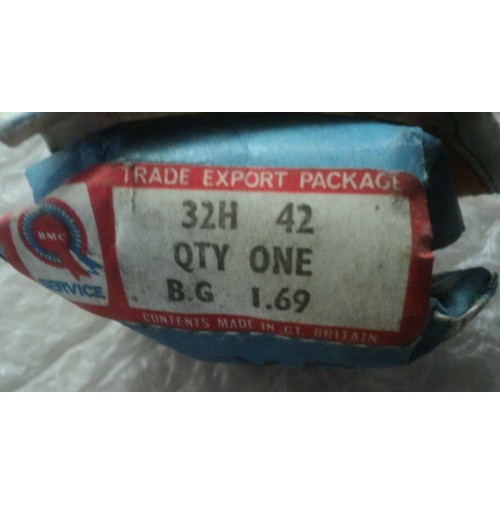 TRADE EXPORT PACKAGE
32H 42
QTY ONE
B.G 1.69
CONTENTS MADE IN GT. BRITAIN
BMC
SERVICE